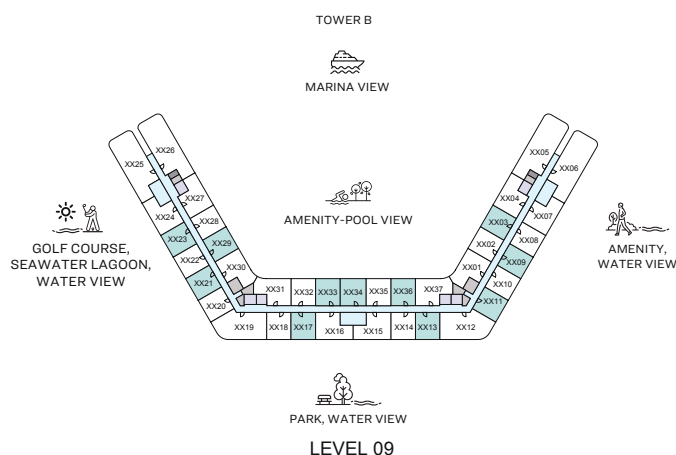 TOWER B
MARINA VIEW
XX26
XX05
XX25
XX06
XX27
XX04
XX24
XX07
XX28
XX03
AMENITY-POOL VIEW
XX23
XX29
XX02
XX08
GOLF COURSE,
SEAWATER LAGOON,
WATER VIEW
AMENITY,
WATER VIEW
XX22
XX30
XX01
XX09
XX21
XX10
XX31
XX32
XX33
XX34
XX35
XX36
XX37
XX20
XX11
XX19
XX18
XX17
XX16
XX15
XX14
XX13
XX12
PARK, WATER VIEW
LEVEL 09